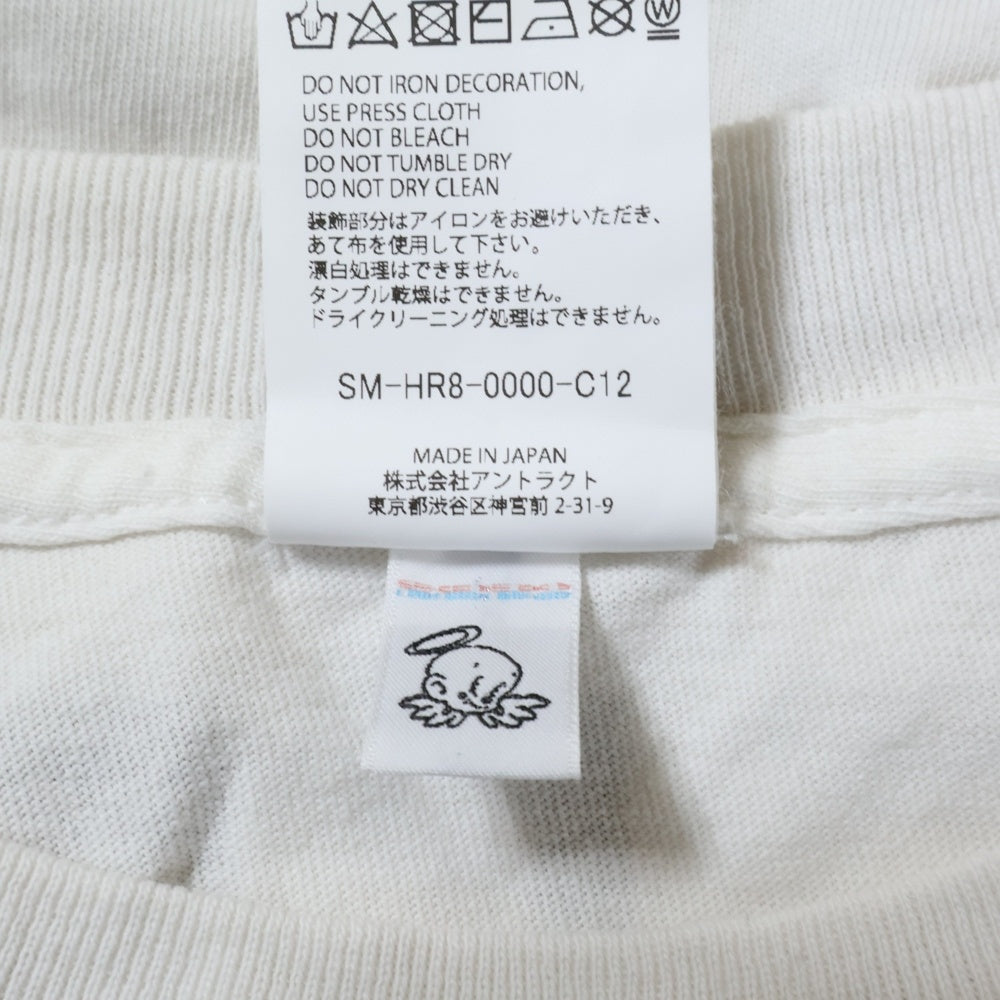 DO NOT IRON DECORATION,
USE PRESS CLOTH
DO NOT BLEACH
DO NOT TUMBLE DRY
DO NOT DRY CLEAN
装飾部分はアイロンをお避けいただき、
あて布を使用して下さい。
漂白処理はできません。
タンブル乾燥はできません。
ドライクリーニング処理はできません。
SM-HR8-0000-C12
MADE IN JAPAN
株式会社アントラクト
東京都渋谷区神宮前 2-31-9